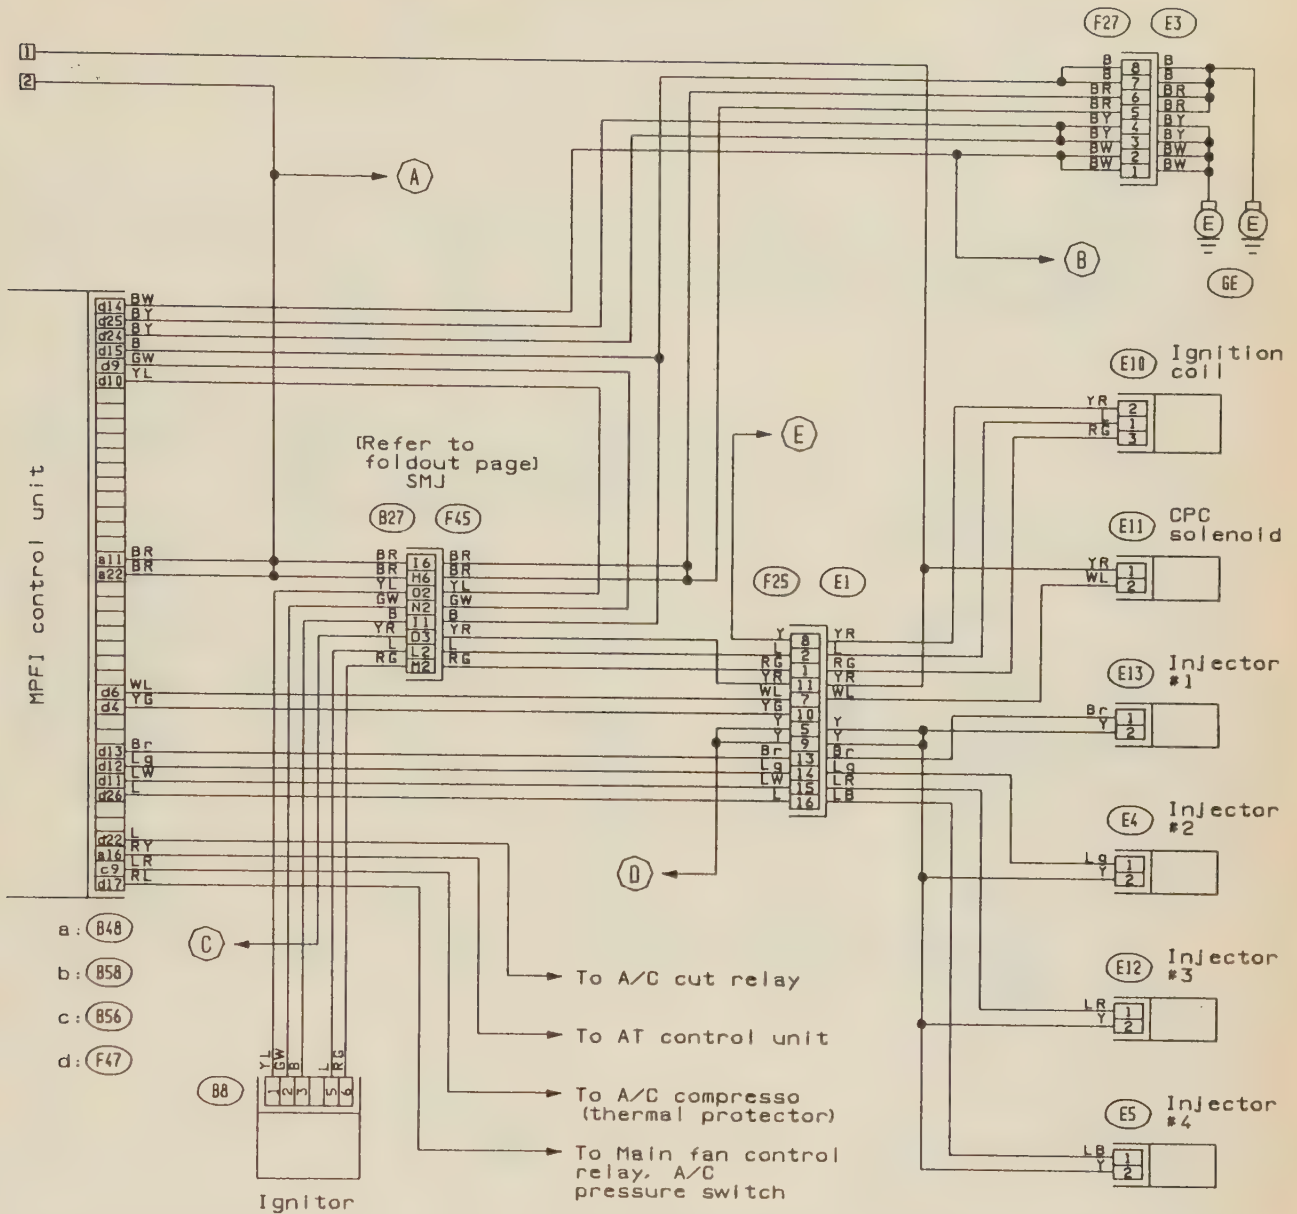 1
2
F27 E3
B 8 B
B 7 B
BR 6 BR
BR 5 BR
BY 4 BY
BY 3 BY
BW 2 BW
BW 1 BW
A
B
E E
GE
MPFI control unit
d14 BW
d25 BY
d24 BY
d15 B
d9 GW
d10 YL
a11 BR
a22 BR
d6 WL
d4 YG
d13 Br
d12 Lg
d11 LW
d26 L
d22 L
a16 RY
c9 LR
d17 RL
a: B48
b: B58
c: B56
d: F47
(Refer to
foldout page)
SMJ
B27 F45
BR I6 BR
BR H6 BR
YL O2 YL
GW N2 GW
B I1 B
YR O3 YR
L L2 L
RG M2 RG
E
F25 E1
Y 8 YR
L 2 L
RG 1 RG
YR 11 YR
WL 7 WL
YG 10
Y 5 Y
Y 9 Y
Br 13 Br
Lg 14 Lg
LW 15 LR
L 16 LB
D
C
E10 Ignition
coil
YR 2
L 1
RG 3
E11 CPC
solenoid
YR 1
WL 2
E13 Injector
#1
Br 1
Y 2
E4 Injector
#2
Lg 1
Y 2
E12 Injector
#3
LR 1
Y 2
E5 Injector
#4
LB 1
Y 2
To A/C cut relay
To AT control unit
To A/C compresso
(thermal protector)
To Main fan control
relay, A/C
pressure switch
B8
YL GW B L RG
1 2 3 5 6
Ignitor